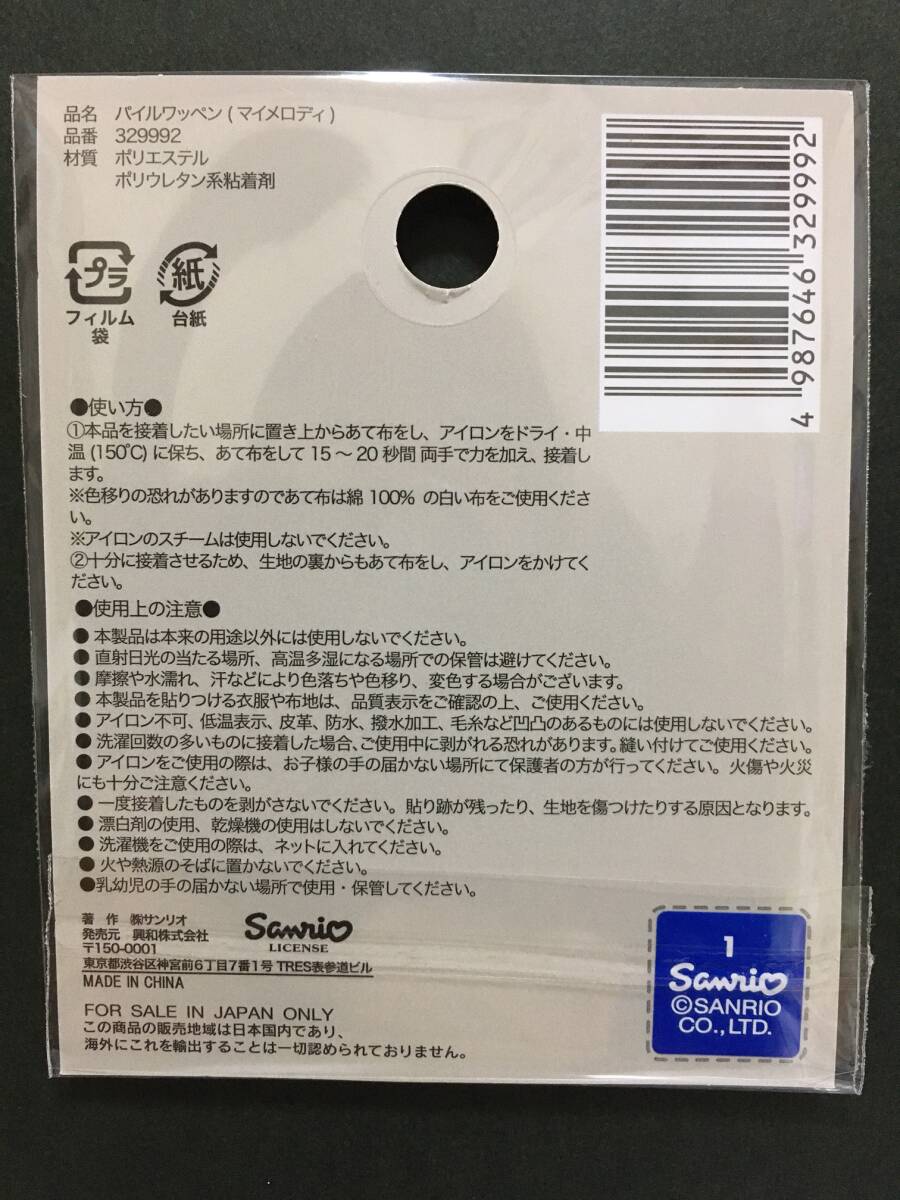 品名 パイルワッペン ( マイメロディ )
品番 329992
材質 ポリエステル
ポリウレタン系粘着剤
4 987646 329992
プラ
フィルム
袋
紙
台紙
●使い方●
①本品を接着したい場所に置き上からあて布をし、アイロンをドライ・中
温 (150℃) に保ち、あて布をして 15 〜 20 秒間 両手で力を加え、接着し
ます。
※色移りの恐れがありますのであて布は綿 100% の白い布をご使用くださ
い。
※アイロンのスチームは使用しないでください。
②十分に接着させるため、生地の裏からもあて布をし、アイロンをかけてく
ださい。
●使用上の注意●
● 本製品は本来の用途以外には使用しないでください。
● 直射日光の当たる場所、高温多湿になる場所での保管は避けてください。
● 摩擦や水濡れ、汗などにより色落ちや色移り、変色する場合がございます。
● 本製品を貼りつける衣服や布地は、品質表示をご確認の上、ご使用ください。
● アイロン不可、低温表示、皮革、防水、撥水加工、毛糸など凹凸のあるものには使用しないでください。
● 洗濯回数の多いものに接着した場合、ご使用中に剥がれる恐れがあります。縫い付けてご使用ください。
● アイロンをご使用の際は、お子様の手の届かない場所にて保護者の方が行ってください。火傷や火災
にも十分ご注意ください。
● 一度接着したものを剥がさないでください。貼り跡が残ったり、生地を傷つけたりする原因となります。
● 漂白剤の使用、乾燥機の使用はしないでください。
● 洗濯機をご使用の際は、ネットに入れてください。
● 火や熱源のそばに置かないでください。
●乳幼児の手の届かない場所で使用・保管してください。
著 作 ㈱サンリオ
発売元 興和株式会社
〒150-0001
東京都渋谷区神宮前6丁目7番1号 TRES表参道ビル
MADE IN CHINA
Sanrio
LICENSE
FOR SALE IN JAPAN ONLY
この商品の販売地域は日本国内であり、
海外にこれを輸出することは一切認められておりません。
1
Sanrio
©SANRIO
CO., LTD.